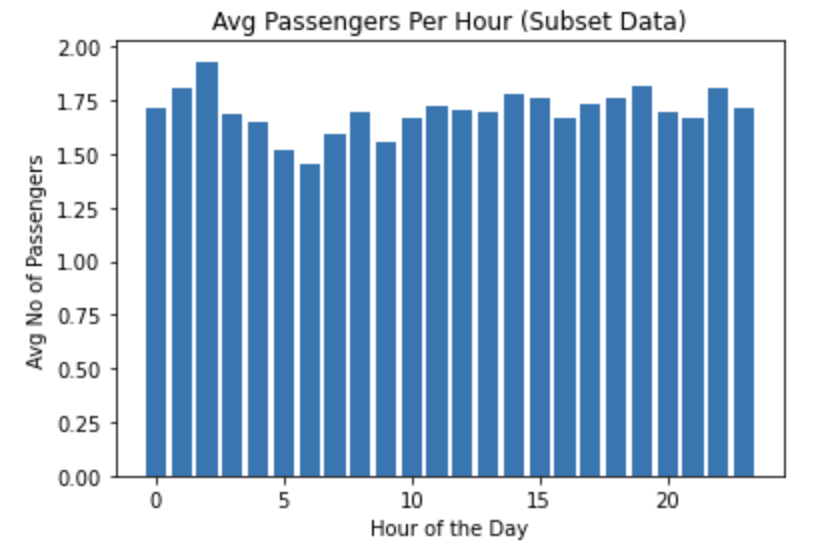 Avg Passengers Per Hour (Subset Data)
2.00
1.75
1.50
1.25
1.00
0.75
0.50
0.25
0.00
Avg No of Passengers
0 5 10 15 20
Hour of the Day